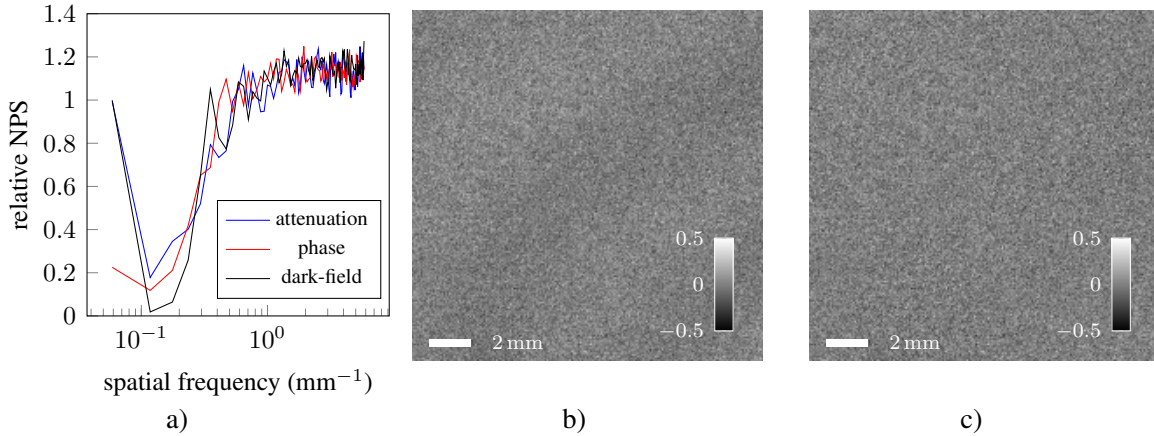 1.4
1.2
1
0.8
0.6
0.4
0.2
0
relative NPS
attenuation
phase
dark-field
10⁻¹ 10⁰
spatial frequency (mm⁻¹)
a)
0.5
0
−0.5
2 mm
b)
0.5
0
−0.5
2 mm
c)